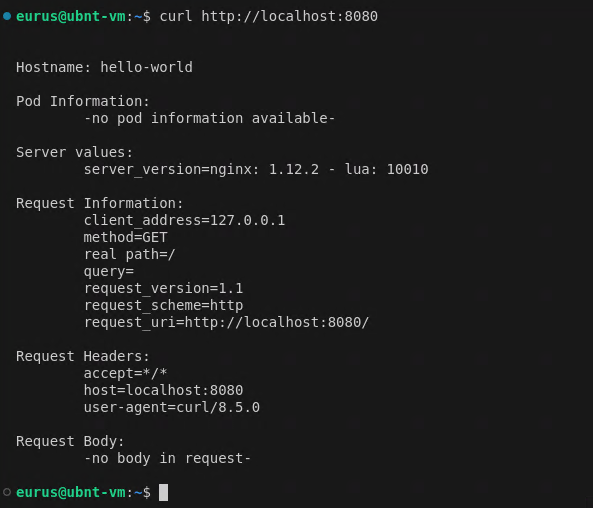 eurus@ubnt-vm:~$ curl http://localhost:8080
Hostname: hello-world
Pod Information:
-no pod information available-
Server values:
server_version=nginx: 1.12.2 - lua: 10010
Request Information:
client_address=127.0.0.1
method=GET
real path=/
query=
request_version=1.1
request_scheme=http
request_uri=http://localhost:8080/
Request Headers:
accept=*/*
host=localhost:8080
user-agent=curl/8.5.0
Request Body:
-no body in request-
eurus@ubnt-vm:~$